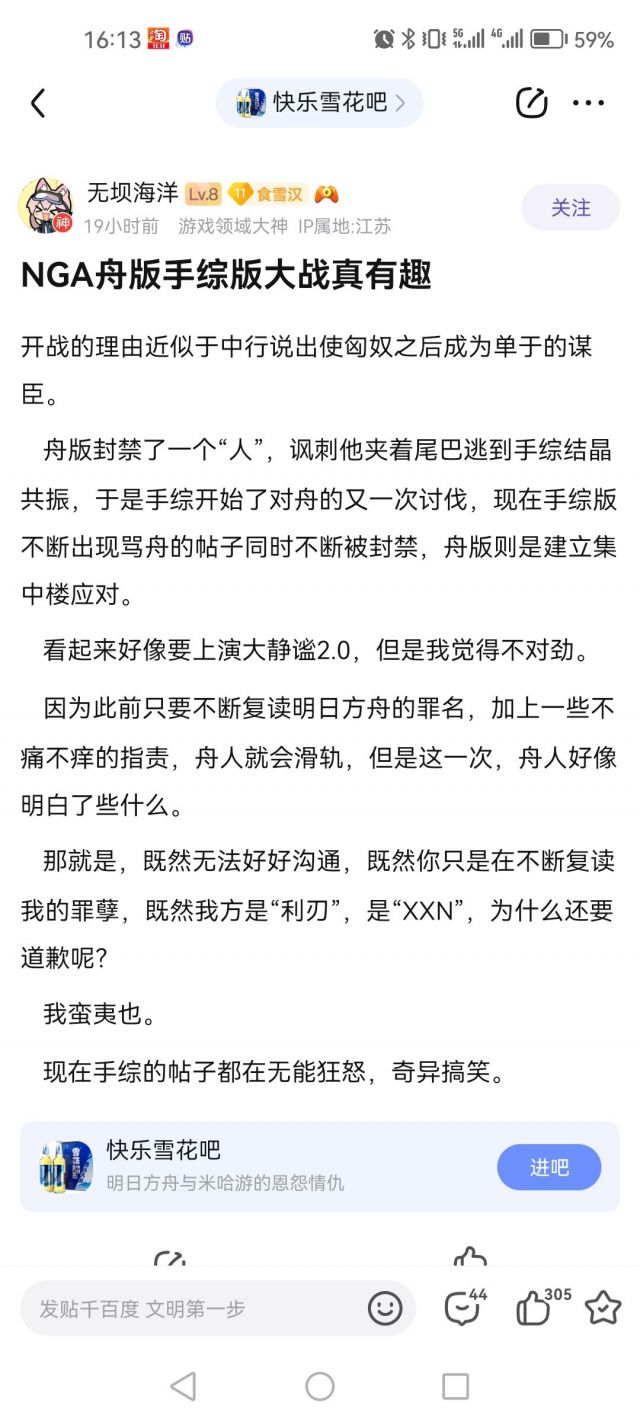 16:13
淘
11.11
贴
5G
4G
59%
快乐雪花吧
无坝海洋 Lv.8 11 食雪汉
神
19小时前 游戏领域大神 IP属地:江苏
关注
NGA舟版手综版大战真有趣
开战的理由近似于中行说出使匈奴之后成为单于的谋
臣。
舟版封禁了一个“人”，讽刺他夹着尾巴逃到手综结晶
共振，于是手综开始了对舟的又一次讨伐，现在手综版
不断出现骂舟的帖子同时不断被封禁，舟版则是建立集
中楼应对。
看起来好像要上演大静谧2.0，但是我觉得不对劲。
因为此前只要不断复读明日方舟的罪名，加上一些不
痛不痒的指责，舟人就会滑轨，但是这一次，舟人好像
明白了些什么。
那就是，既然无法好好沟通，既然你只是在不断复读
我的罪孽，既然我方是“利刃”，是“XXN”，为什么还要
道歉呢？
我蛮夷也。
现在手综的帖子都在无能狂怒，奇异搞笑。
快乐雪花吧
明日方舟与米哈游的恩怨情仇
进吧
发贴千百度 文明第一步
44
305